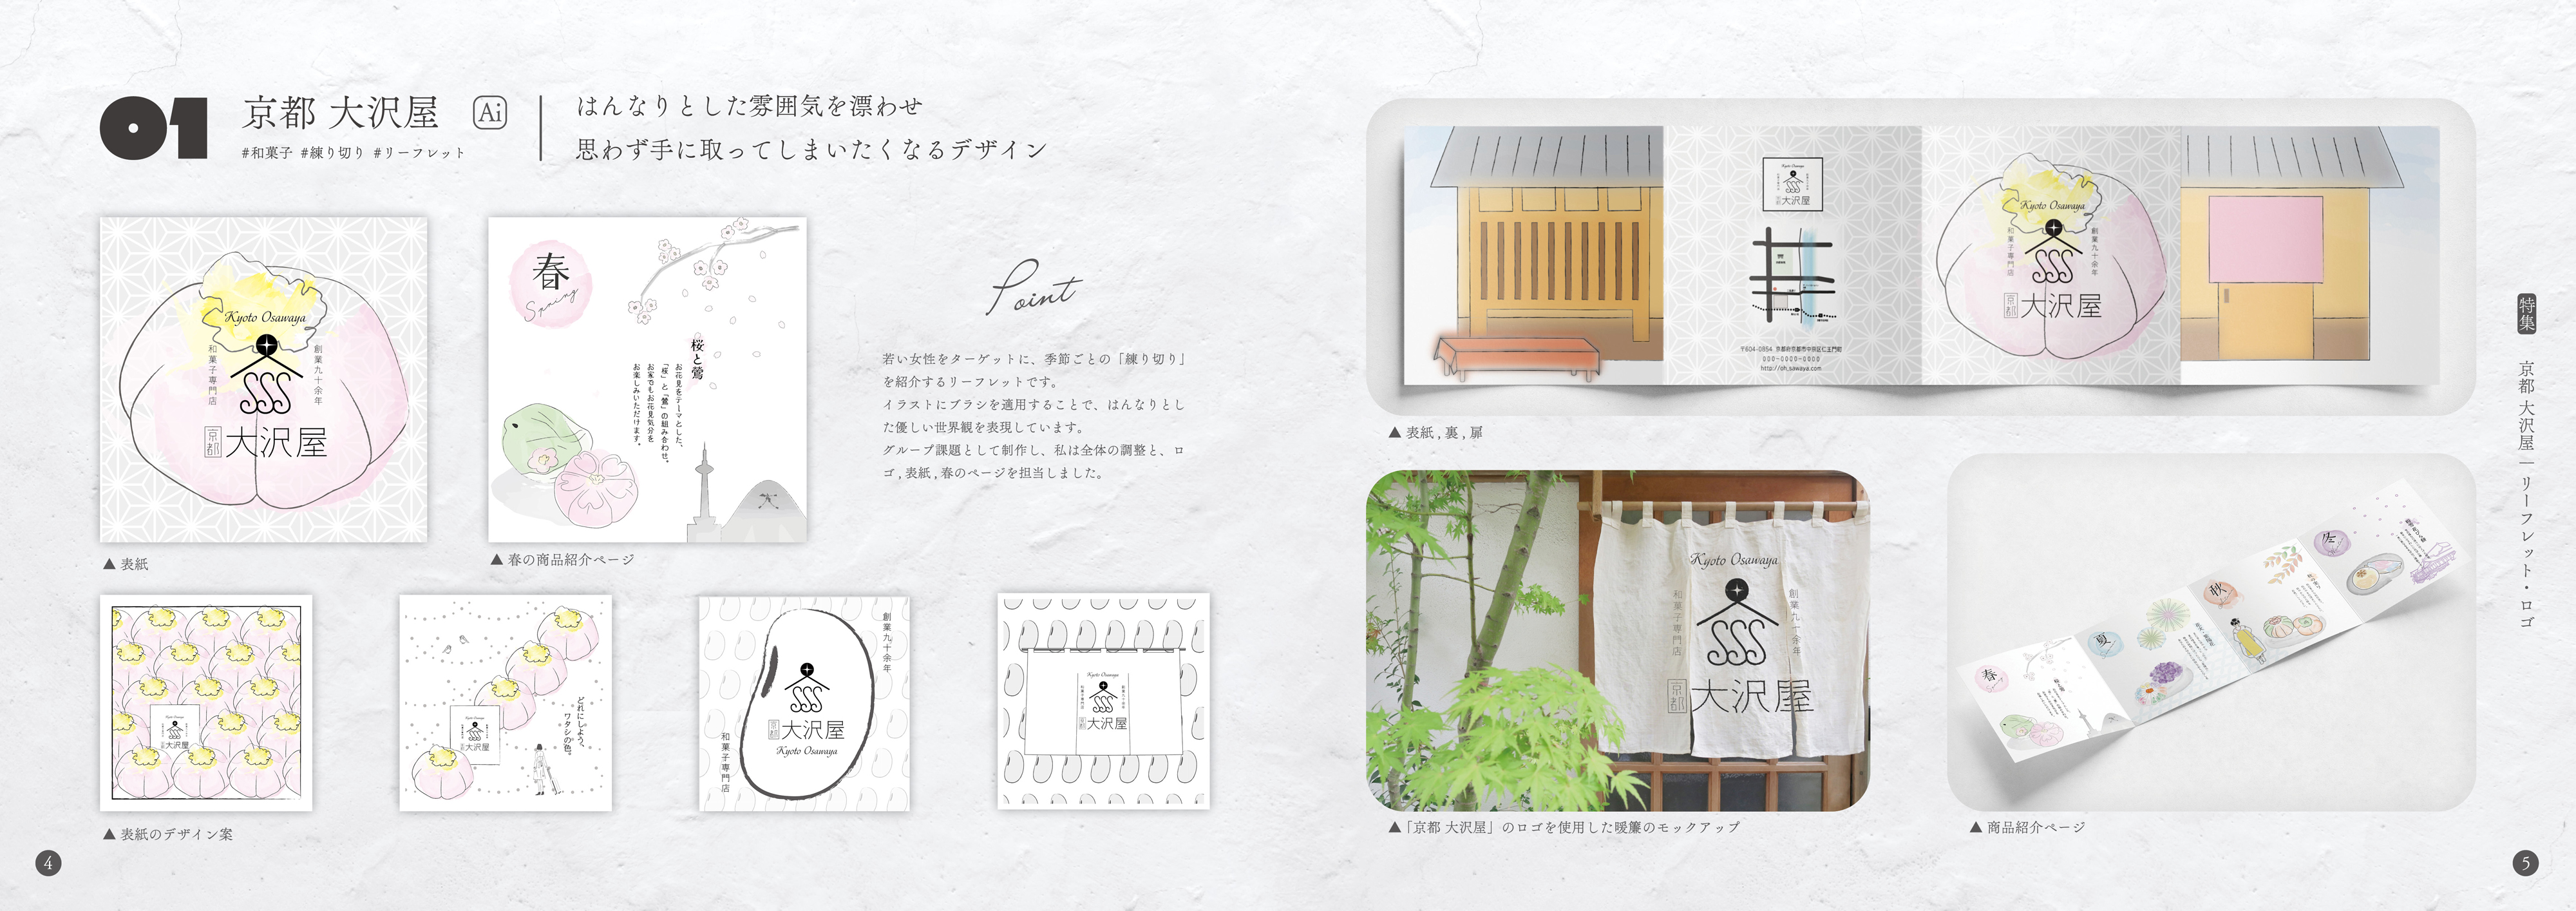 01
京都 大沢屋
Ai
#和菓子 #練り切り #リーフレット
はんなりとした雰囲気を漂わせ
思わず手に取ってしまいたくなるデザイン
Kyoto Osawaya
創業九十余年
和菓子専門店
京都
大沢屋
▲ 表紙
春
Spring
桜と鶯
お花見をテーマとした、
「桜」と「鶯」の組み合わせ。
お家でもお花見気分を
お楽しみいただけます。
▲ 春の商品紹介ページ
Point
若い女性をターゲットに、季節ごとの「練り切り」
を紹介するリーフレットです。
イラストにブラシを適用することで、はんなりとし
た優しい世界観を表現しています。
グループ課題として制作し、私は全体の調整と、ロ
ゴ , 表紙 , 春のページを担当しました。
大沢屋
どれにしよう、
ワタシの色。
大沢屋
創業九十余年
京都
大沢屋
Kyoto Osawaya
和菓子専門店
Kyoto Osawaya
大沢屋
▲ 表紙のデザイン案
4
Kyoto Osawaya
大沢屋
〒604-0854 京都府京都市中京区仁王門町
000-0000-0000
http://oh_sawaya.com
Kyoto Osawaya
創業九十余年
和菓子専門店
京都
大沢屋
▲ 表紙 , 裏 , 扉
Kyoto Osawaya
創業九十余年
和菓子専門店
京都
大沢屋
▲「京都 大沢屋」のロゴを使用した暖簾のモックアップ
春
夏
秋
冬
▲ 商品紹介ページ
特集
京都 大沢屋 | リーフレット・ロゴ
5